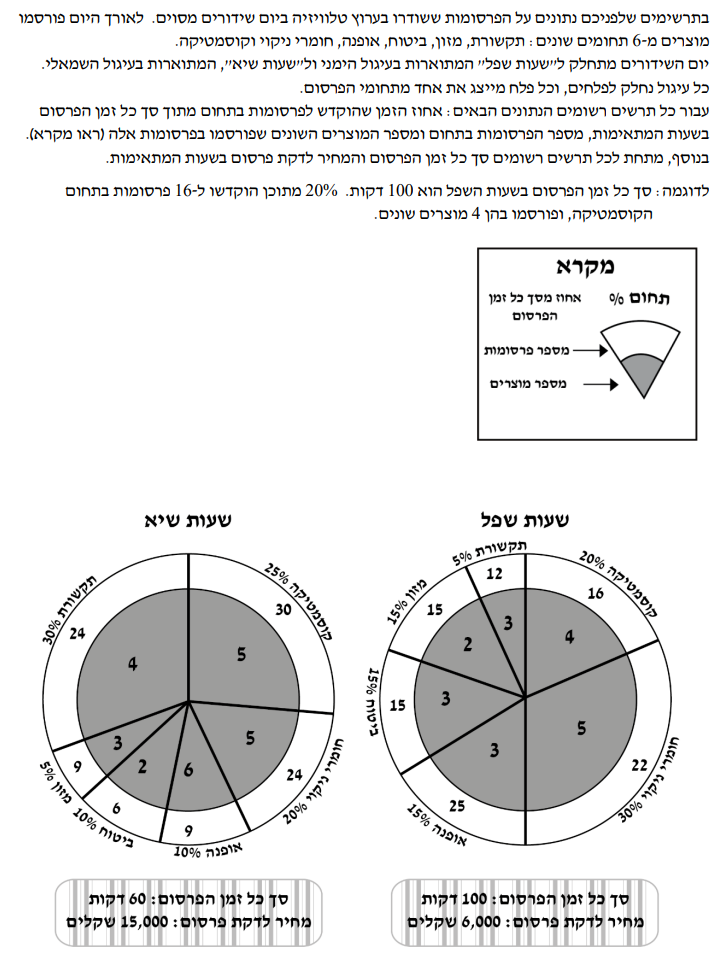 בתרשימים שלפניכם נתונים על הפרסומות ששודרו בערוץ טלוויזיה ביום שידורים מסוים. לאורך היום פורסמו
מוצרים מ-6 תחומים שונים: תקשורת, מזון, ביטוח, אופנה, חומרי ניקוי וקוסמטיקה.
יום השידורים מתחלק ל״שעות שפל״ המתוארות בעיגול הימני ול״שעות שיא״, המתוארות בעיגול השמאלי.
כל עיגול נחלק לפלחים, וכל פלח מייצג את אחד מתחומי הפרסום.
עבור כל תרשים רשומים הנתונים הבאים: אחוז הזמן שהוקדש לפרסומות בתחום מתוך סך כל זמן הפרסום
בשעות המתאימות, מספר הפרסומות בתחום ומספר המוצרים השונים שפורסמו בפרסומות אלה (ראו מקרא).
בנוסף, מתחת לכל תרשים רשומים סך כל זמן הפרסום והמחיר לדקת פרסום בשעות המתאימות.
לדוגמה: סך כל זמן הפרסום בשעות השפל הוא 100 דקות. 20% מתוכן הוקדשו ל-16 פרסומות בתחום
הקוסמטיקה, ופורסמו בהן 4 מוצרים שונים.
מקרא
תחום %
אחוז מסך כל זמן
הפרסום
מספר פרסומות
מספר מוצרים
שעות שפל
קוסמטיקה 20%
16
4
חומרי ניקוי 30%
22
5
אופנה 15%
25
3
ביטוח 15%
15
3
מזון 15%
15
2
תקשורת 5%
12
3
סך כל זמן הפרסום: 100 דקות
מחיר לדקת פרסום: 6,000 שקלים
שעות שיא
קוסמטיקה 25%
30
5
חומרי ניקוי 20%
24
5
אופנה 10%
9
6
ביטוח 10%
6
2
מזון 5%
9
3
תקשורת 30%
24
4
סך כל זמן הפרסום: 60 דקות
מחיר לדקת פרסום: 15,000 שקלים